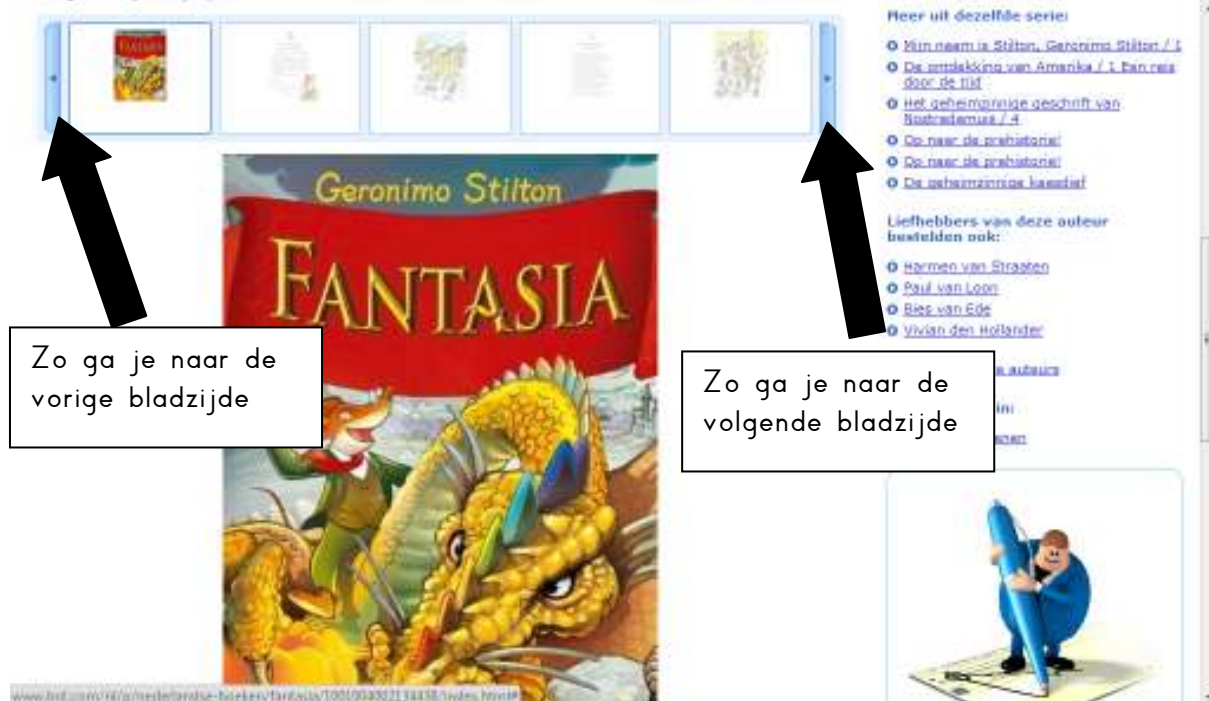 Meer uit dezelfde serie:
Mijn naam is Stilton, Geronimo Stilton / 1
De ontdekking van Amerika / 1 Een reis
door de tijd
Het geheimzinnige geschrift van
Nostradamus / 4
Op naar de prehistorie!
Op naar de prehistorie!
De geheimzinnige kaasdief
Liefhebbers van deze auteur
bestelden ook:
Harmen van Straaten
Paul van Loon
Bies van Ede
Vivian den Hollander
auteurs
Geronimo Stilton
FANTASIA
Zo ga je naar de
vorige bladzijde
Zo ga je naar de
volgende bladzijde